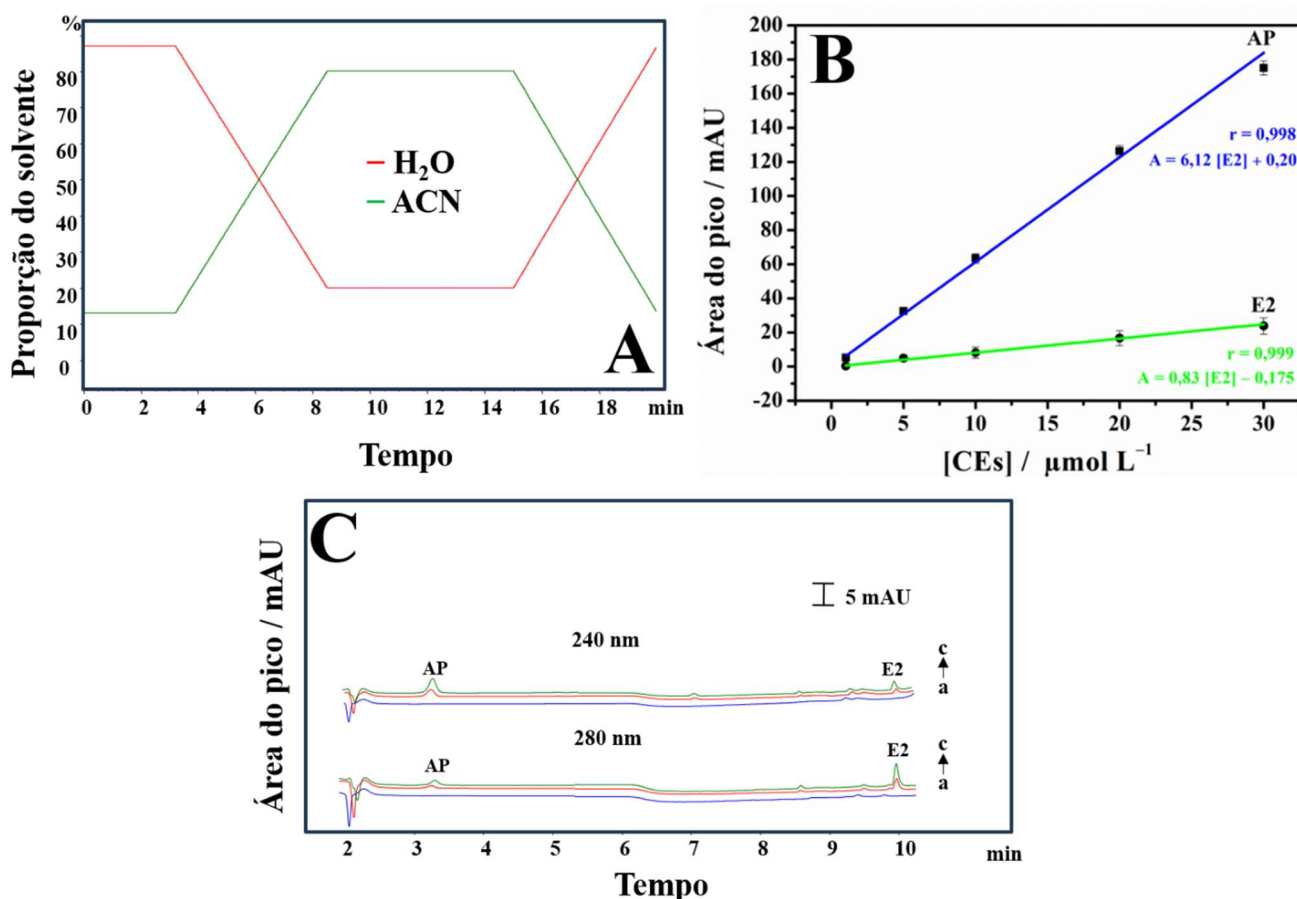 %
80
70
60
50
40
30
20
10
0
Proporção do solvente
H₂O
ACN
A
0 2 4 6 8 10 12 14 16 18 min
Tempo
B
200
180
160
140
120
100
80
60
40
20
0
-20
Área do pico / mAU
AP
r = 0,998
A = 6,12 [E2] + 0,20
E2
r = 0,999
A = 0,83 [E2] – 0,175
0 5 10 15 20 25 30
[CEs] / µmol L⁻¹
C
Área do pico / mAU
5 mAU
240 nm
AP
E2
c
a
280 nm
AP
E2
c
a
2 3 4 5 6 7 8 9 10 min
Tempo